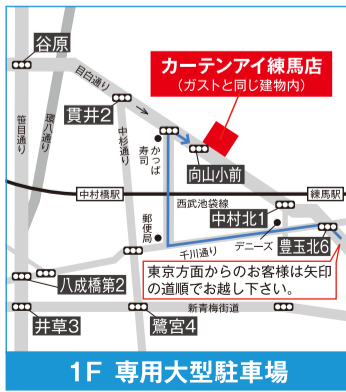 谷原
目白通り
カーテンアイ練馬店
(ガストと同じ建物内)
貫井2
笹目通り
環八通り
中杉通り
かっぱ
寿司
向山小前
中村橋駅
練馬駅
西武池袋線
中村北1
郵便局
デニーズ
豊玉北6
千川通り
東京方面からのお客様は矢印
の道順でお越し下さい。
八成橋第2
新青梅街道
井草3
鷺宮4
1F 専用大型駐車場